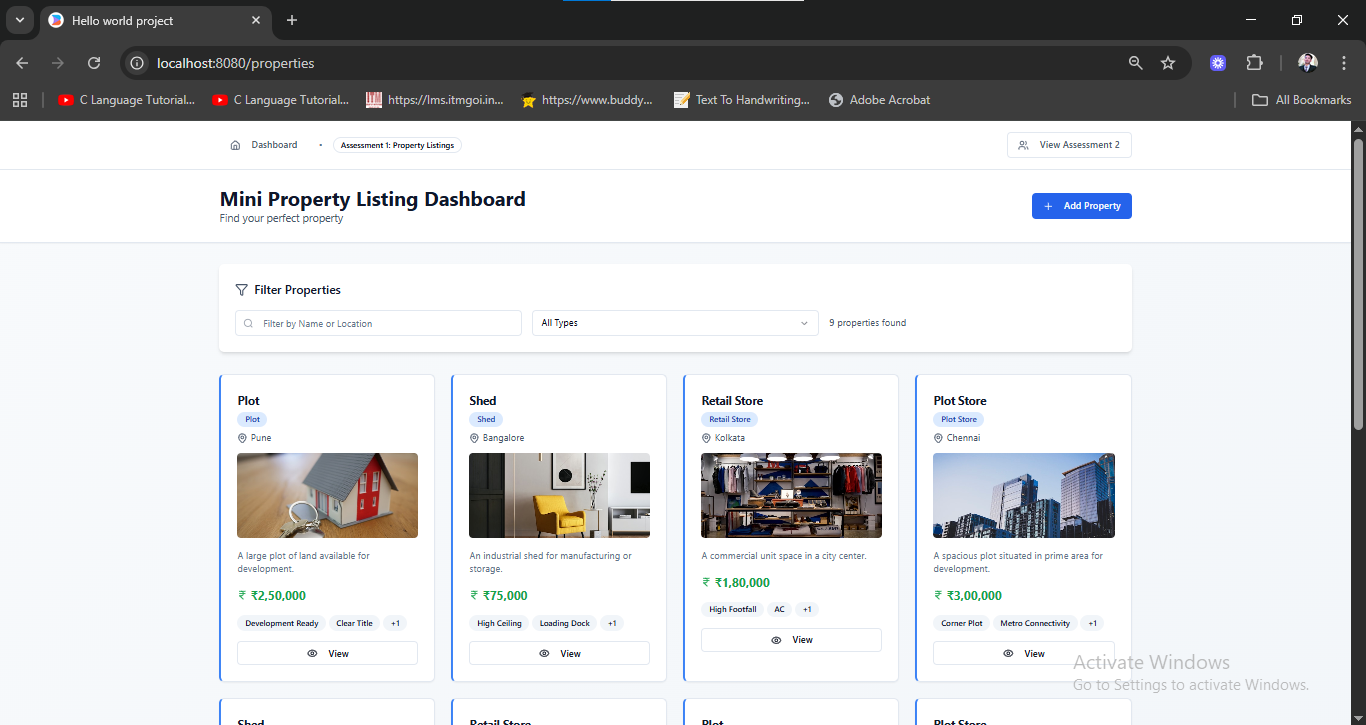 Hello world project
localhost:8080/properties
C Language Tutorial...
C Language Tutorial...
https://lms.itmgoi.in...
https://www.buddy...
Text To Handwriting...
Adobe Acrobat
All Bookmarks
Dashboard
Assessment 1: Property Listings
View Assessment 2
Mini Property Listing Dashboard
Find your perfect property
+ Add Property
Filter Properties
Filter by Name or Location
All Types
9 properties found
Plot
Plot
Pune
A large plot of land available for
development.
₹ ₹2,50,000
Development Ready Clear Title +1
View
Shed
Shed
Bangalore
An industrial shed for manufacturing or
storage.
₹ ₹75,000
High Ceiling Loading Dock +1
View
Retail Store
Retail Store
Kolkata
A commercial unit space in a city center.
₹ ₹1,80,000
High Footfall AC +1
View
Plot Store
Plot Store
Chennai
A spacious plot situated in prime area for
development.
₹ ₹3,00,000
Corner Plot Metro Connectivity +1
View
Shed
Retail Store
Plot
Plot Store
Activate Windows
Go to Settings to activate Windows.